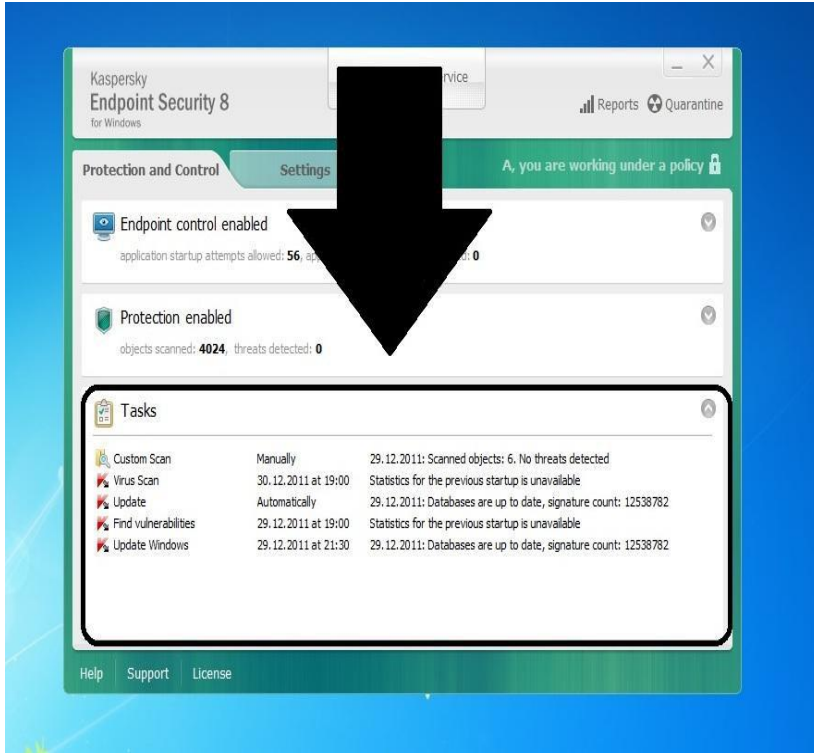 Kaspersky
Endpoint Security 8
for Windows
rvice
Reports Quarantine
Protection and Control Settings
A, you are working under a policy
Endpoint control enabled
application startup attempts allowed: 56, : 0
Protection enabled
objects scanned: 4024, threats detected: 0
Tasks
Custom Scan Manually 29.12.2011: Scanned objects: 6. No threats detected
Virus Scan 30.12.2011 at 19:00 Statistics for the previous startup is unavailable
Update Automatically 29.12.2011: Databases are up to date, signature count: 12538782
Find vulnerabilities 29.12.2011 at 19:00 Statistics for the previous startup is unavailable
Update Windows 29.12.2011 at 21:30 29.12.2011: Databases are up to date, signature count: 12538782
Help Support License